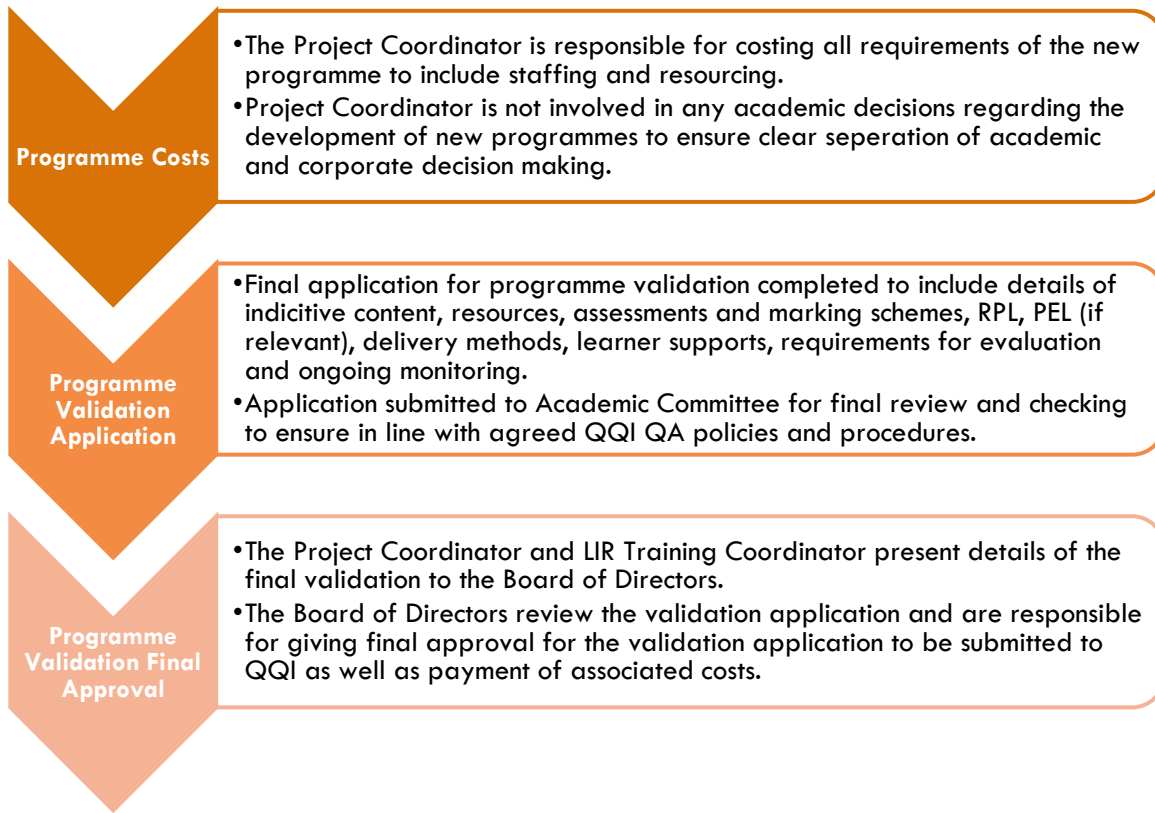 Programme Costs
•The Project Coordinator is responsible for costing all requirements of the new
programme to include staffing and resourcing.
•Project Coordinator is not involved in any academic decisions regarding the
development of new programmes to ensure clear seperation of academic
and corporate decision making.
Programme
Validation
Application
•Final application for programme validation completed to include details of
indicitive content, resources, assessments and marking schemes, RPL, PEL (if
relevant), delivery methods, learner supports, requirements for evaluation
and ongoing monitoring.
•Application submitted to Academic Committee for final review and checking
to ensure in line with agreed QQI QA policies and procedures.
Programme
Validation Final
Approval
•The Project Coordinator and LIR Training Coordinator present details of the
final validation to the Board of Directors.
•The Board of Directors review the validation application and are responsible
for giving final approval for the validation application to be submitted to
QQI as well as payment of associated costs.